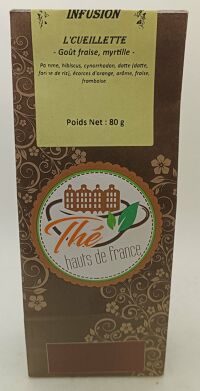 INFUSION
L'CUEILLETTE
- Goût fraise, myrtille -
Pomme, hibiscus, cynorrhodon, datte (datte,
farine de riz), écorces d'orange, arôme, fraise,
framboise.
Poids Net : 80 g
Thé
hauts de france